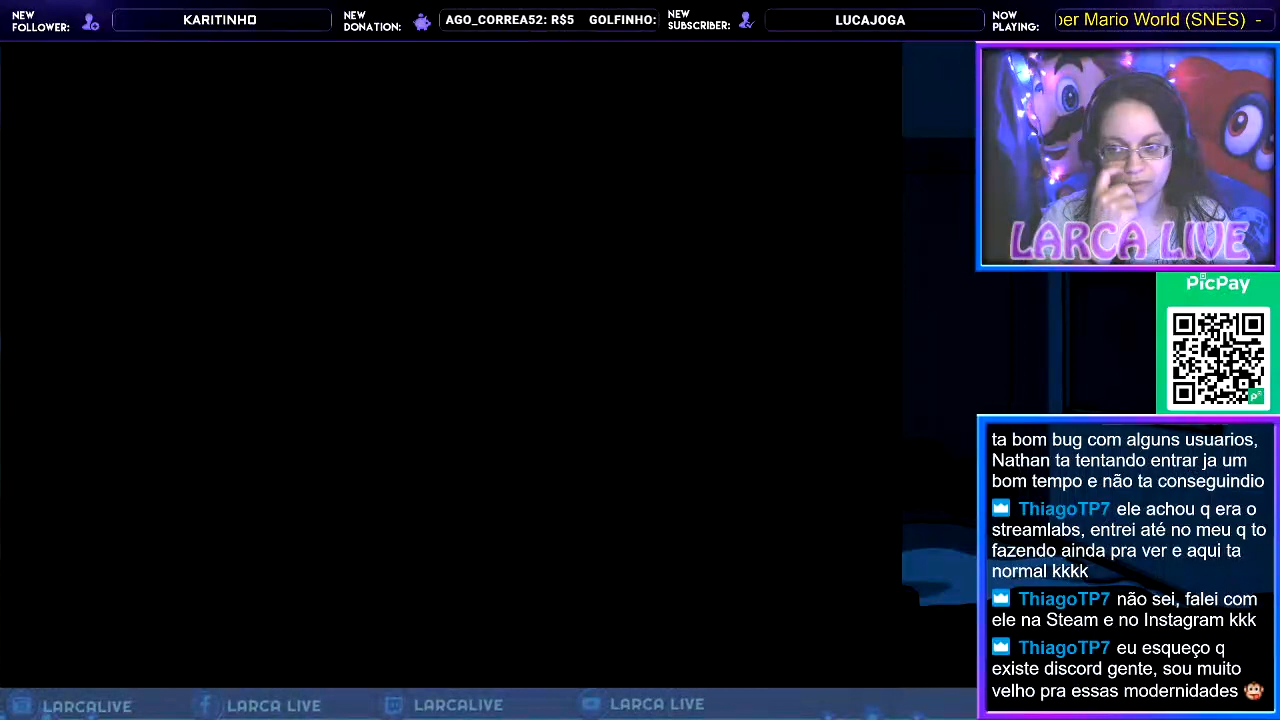 NEW FOLLOWER:
KARITINHO
NEW DONATION:
AGO_CORREA52: R$5 GOLFINHO:
NEW SUBSCRIBER:
LUCAJOGA
NOW PLAYING:
per Mario World (SNES) -
LARCA LIVE
PicPay
ta bom bug com alguns usuarios,
Nathan ta tentando entrar ja um
bom tempo e não ta conseguindio
ThiagoTP7 ele achou q era o
streamlabs, entrei até no meu q to
fazendo ainda pra ver e aqui ta
normal kkkk
ThiagoTP7 não sei, falei com
ele na Steam e no Instagram kkk
ThiagoTP7 eu esqueço q
existe discord gente, sou muito
velho pra essas modernidades 🐵
LARCALIVE
LARCA LIVE
LARCALIVE
LARCA LIVE